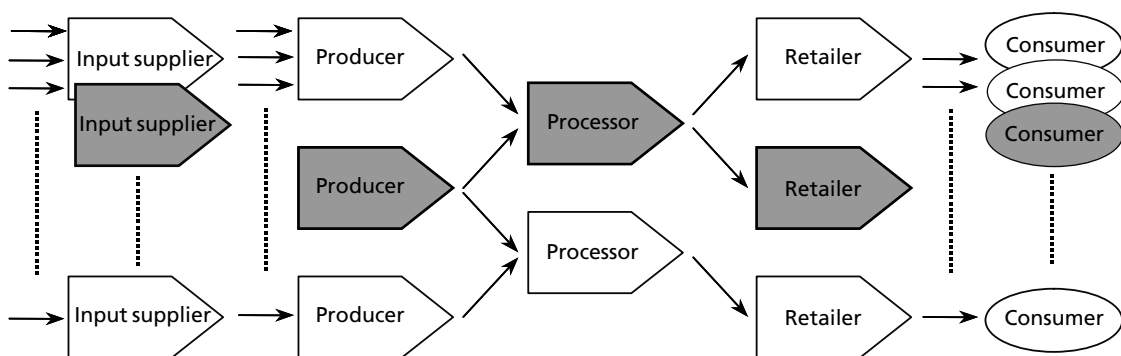 Input supplier
Producer
Retailer
Consumer
Consumer
Input supplier
Processor
Consumer
Producer
Retailer
Processor
Input supplier
Producer
Retailer
Consumer